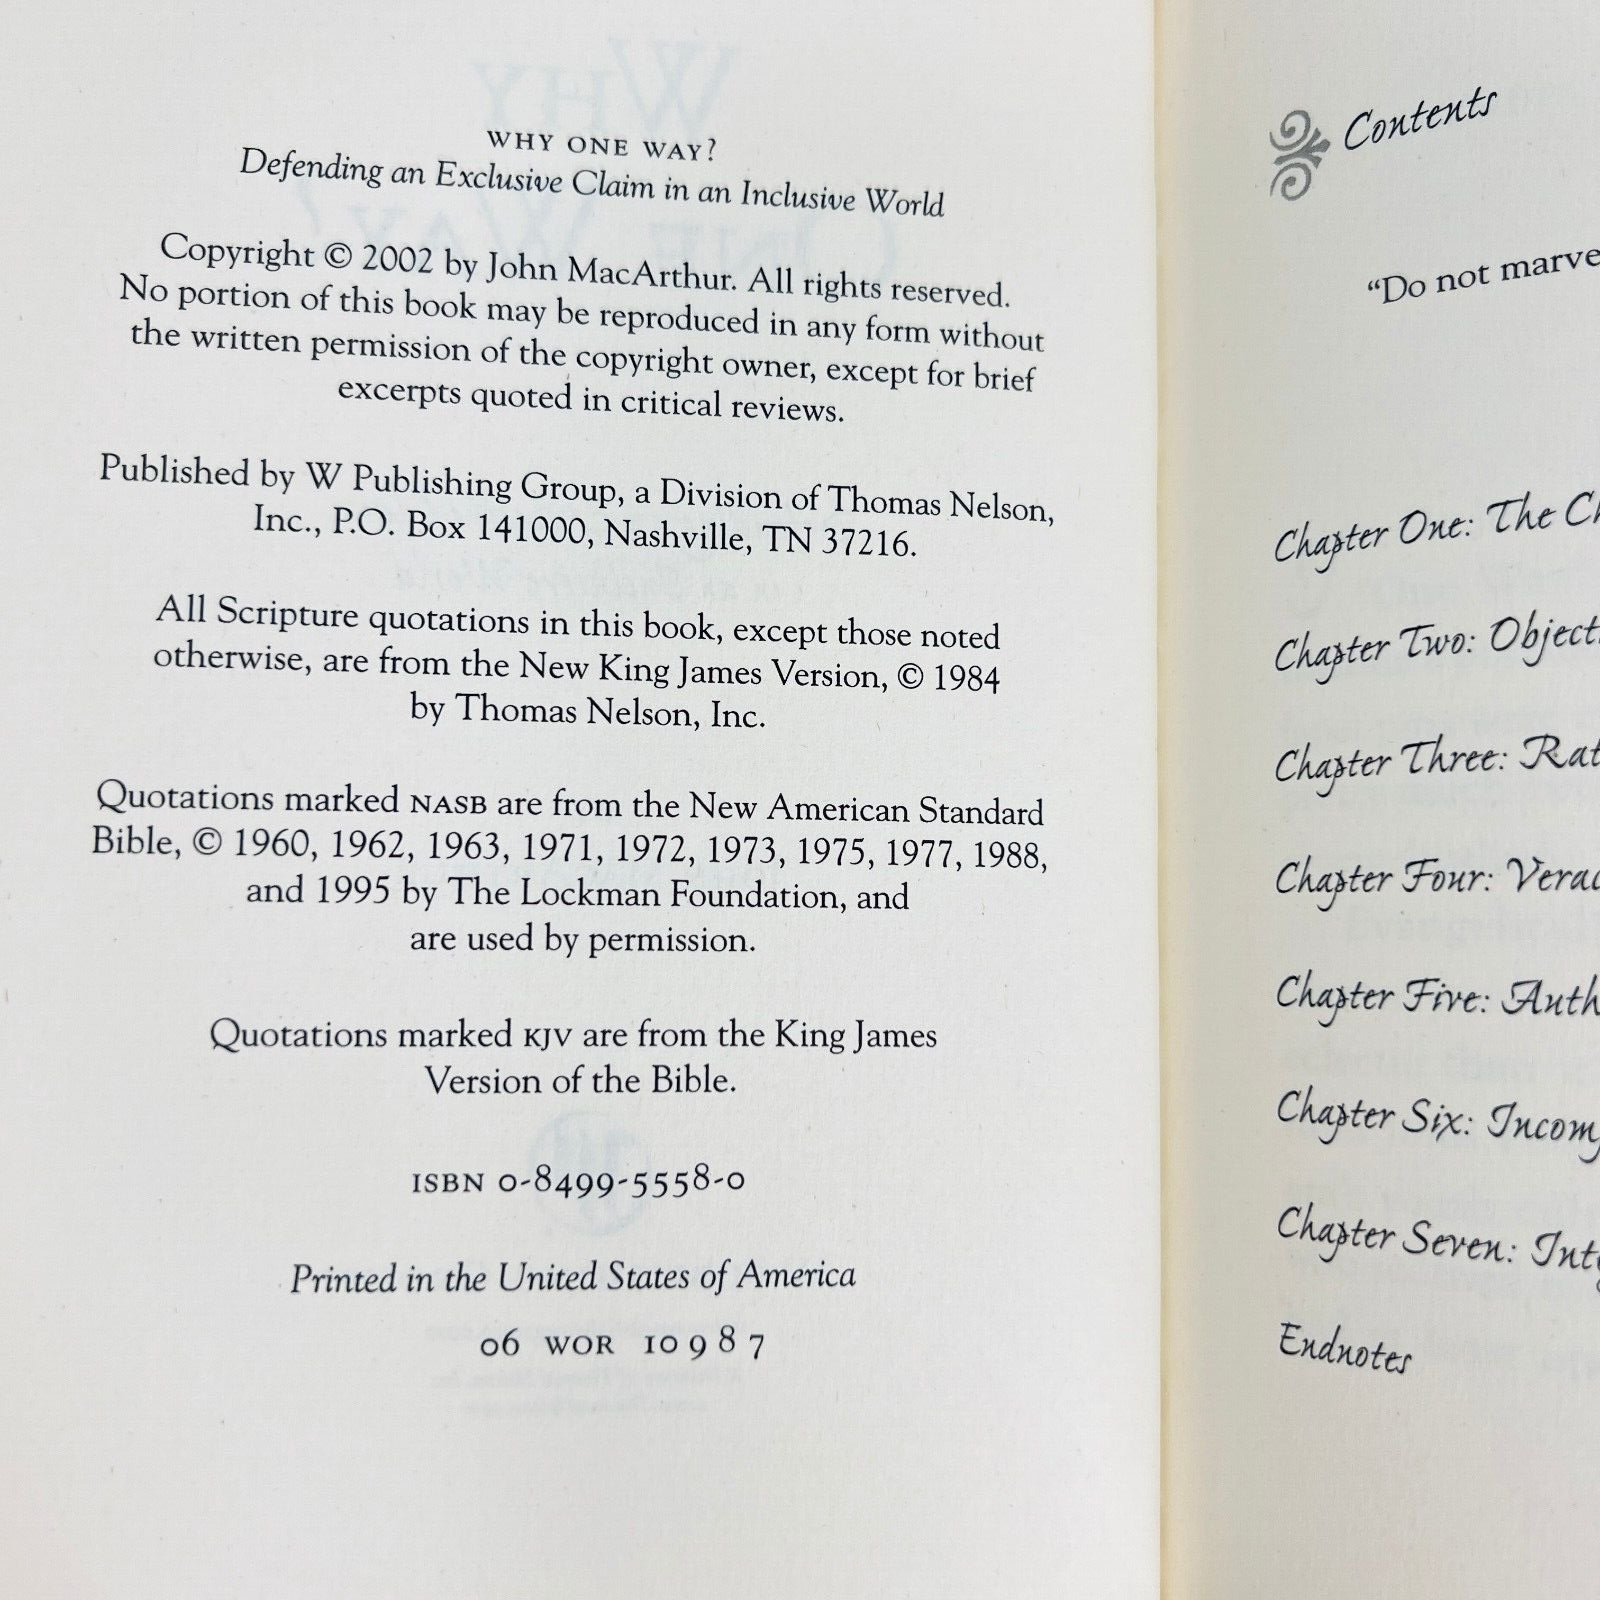 WHY ONE WAY?
Defending an Exclusive Claim in an Inclusive World
Copyright © 2002 by John MacArthur. All rights reserved.
No portion of this book may be reproduced in any form without
the written permission of the copyright owner, except for brief
excerpts quoted in critical reviews.
Published by W Publishing Group, a Division of Thomas Nelson,
Inc., P.O. Box 141000, Nashville, TN 37216.
All Scripture quotations in this book, except those noted
otherwise, are from the New King James Version, © 1984
by Thomas Nelson, Inc.
Quotations marked NASB are from the New American Standard
Bible, © 1960, 1962, 1963, 1971, 1972, 1973, 1975, 1977, 1988,
and 1995 by The Lockman Foundation, and
are used by permission.
Quotations marked KJV are from the King James
Version of the Bible.
ISBN 0-8499-5558-0
Printed in the United States of America
06 WOR 10 9 8 7
Contents
“Do not marve
Chapter One: The Ch
Chapter Two: Object
Chapter Three: Rat
Chapter Four: Verac
Chapter Five: Auth
Chapter Six: Incom
Chapter Seven: Integ
Endnotes